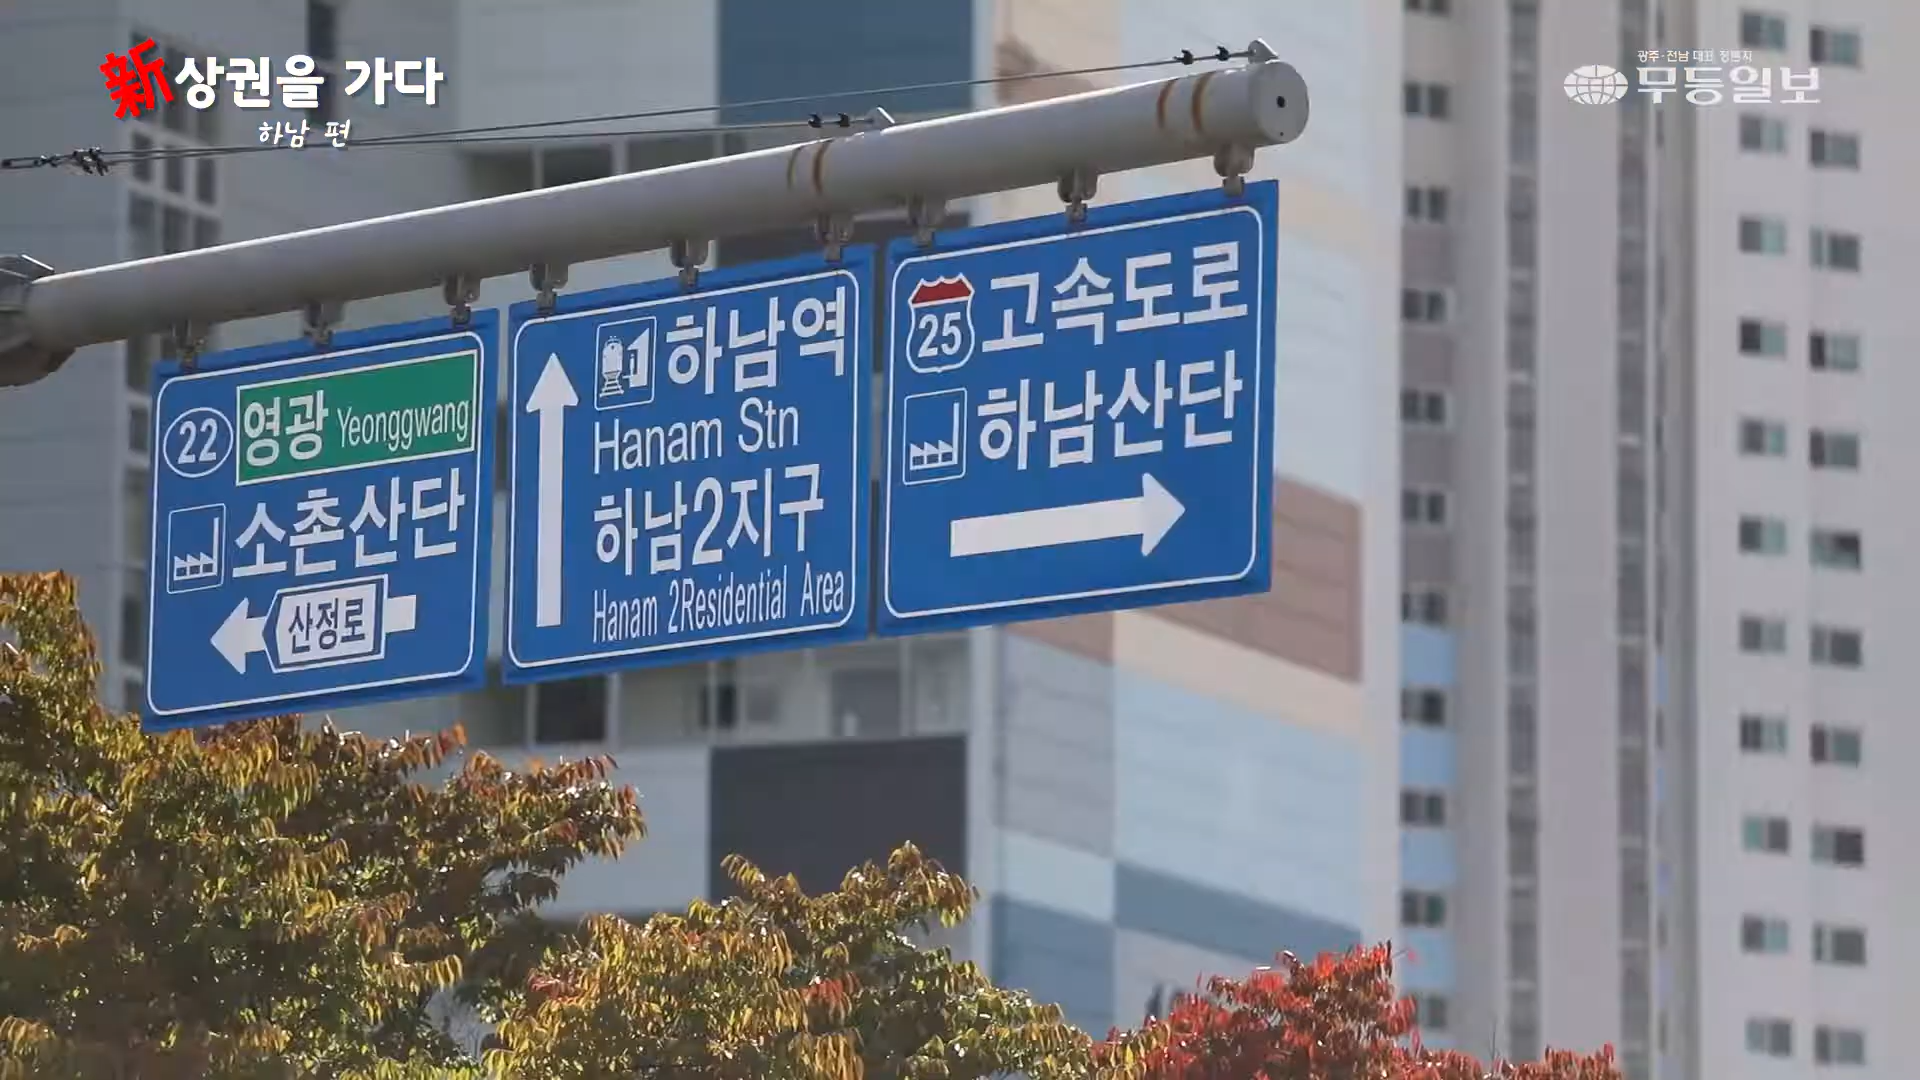 新상권을 가다
하남 편
광주·전남 대표 정론지
무등일보
22 영광 Yeonggwang
소촌산단
산정로
하남역
Hanam Stn
하남2지구
Hanam 2Residential Area
25 고속도로
하남산단